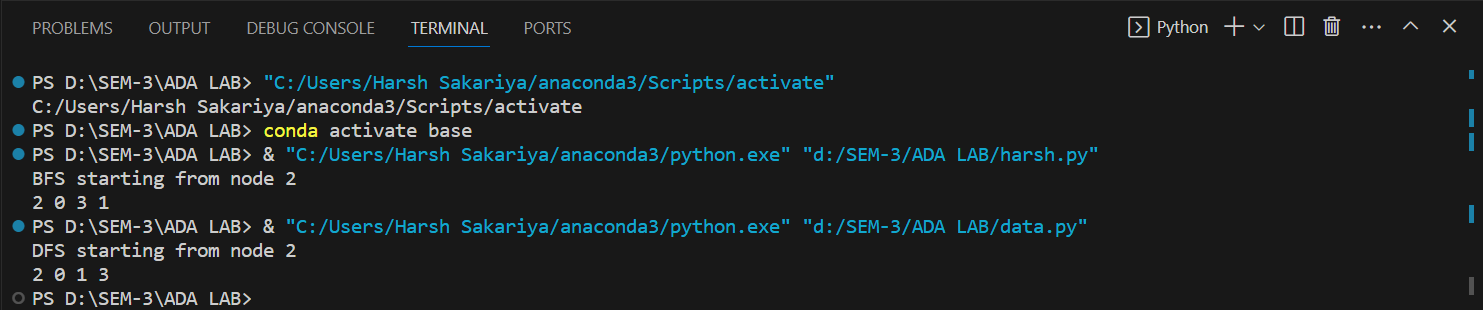 PROBLEMS OUTPUT DEBUG CONSOLE TERMINAL PORTS Python
PS D:\SEM-3\ADA LAB> "C:/Users/Harsh Sakariya/anaconda3/Scripts/activate"
C:/Users/Harsh Sakariya/anaconda3/Scripts/activate
PS D:\SEM-3\ADA LAB> conda activate base
PS D:\SEM-3\ADA LAB> & "C:/Users/Harsh Sakariya/anaconda3/python.exe" "d:/SEM-3/ADA LAB/harsh.py"
BFS starting from node 2
2 0 3 1
PS D:\SEM-3\ADA LAB> & "C:/Users/Harsh Sakariya/anaconda3/python.exe" "d:/SEM-3/ADA LAB/data.py"
DFS starting from node 2
2 0 1 3
PS D:\SEM-3\ADA LAB>